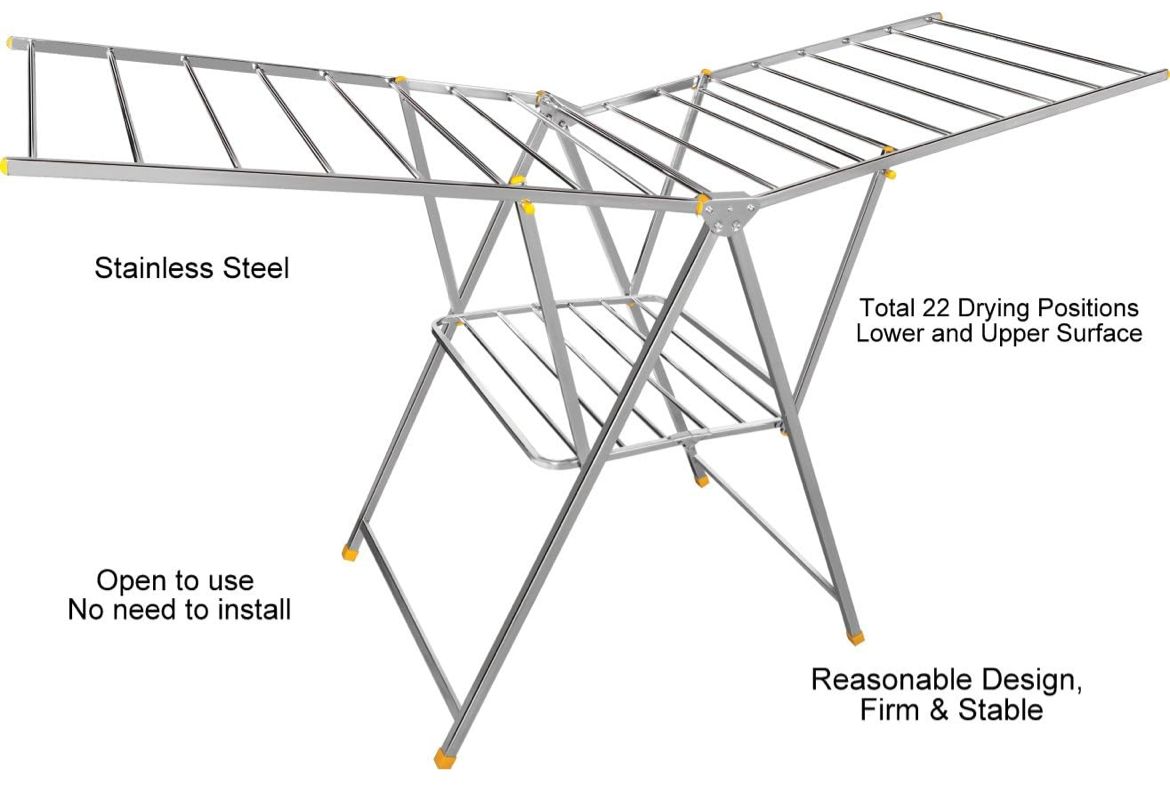 Stainless Steel
Total 22 Drying Positions
Lower and Upper Surface
Open to use
No need to install
Reasonable Design,
Firm & Stable